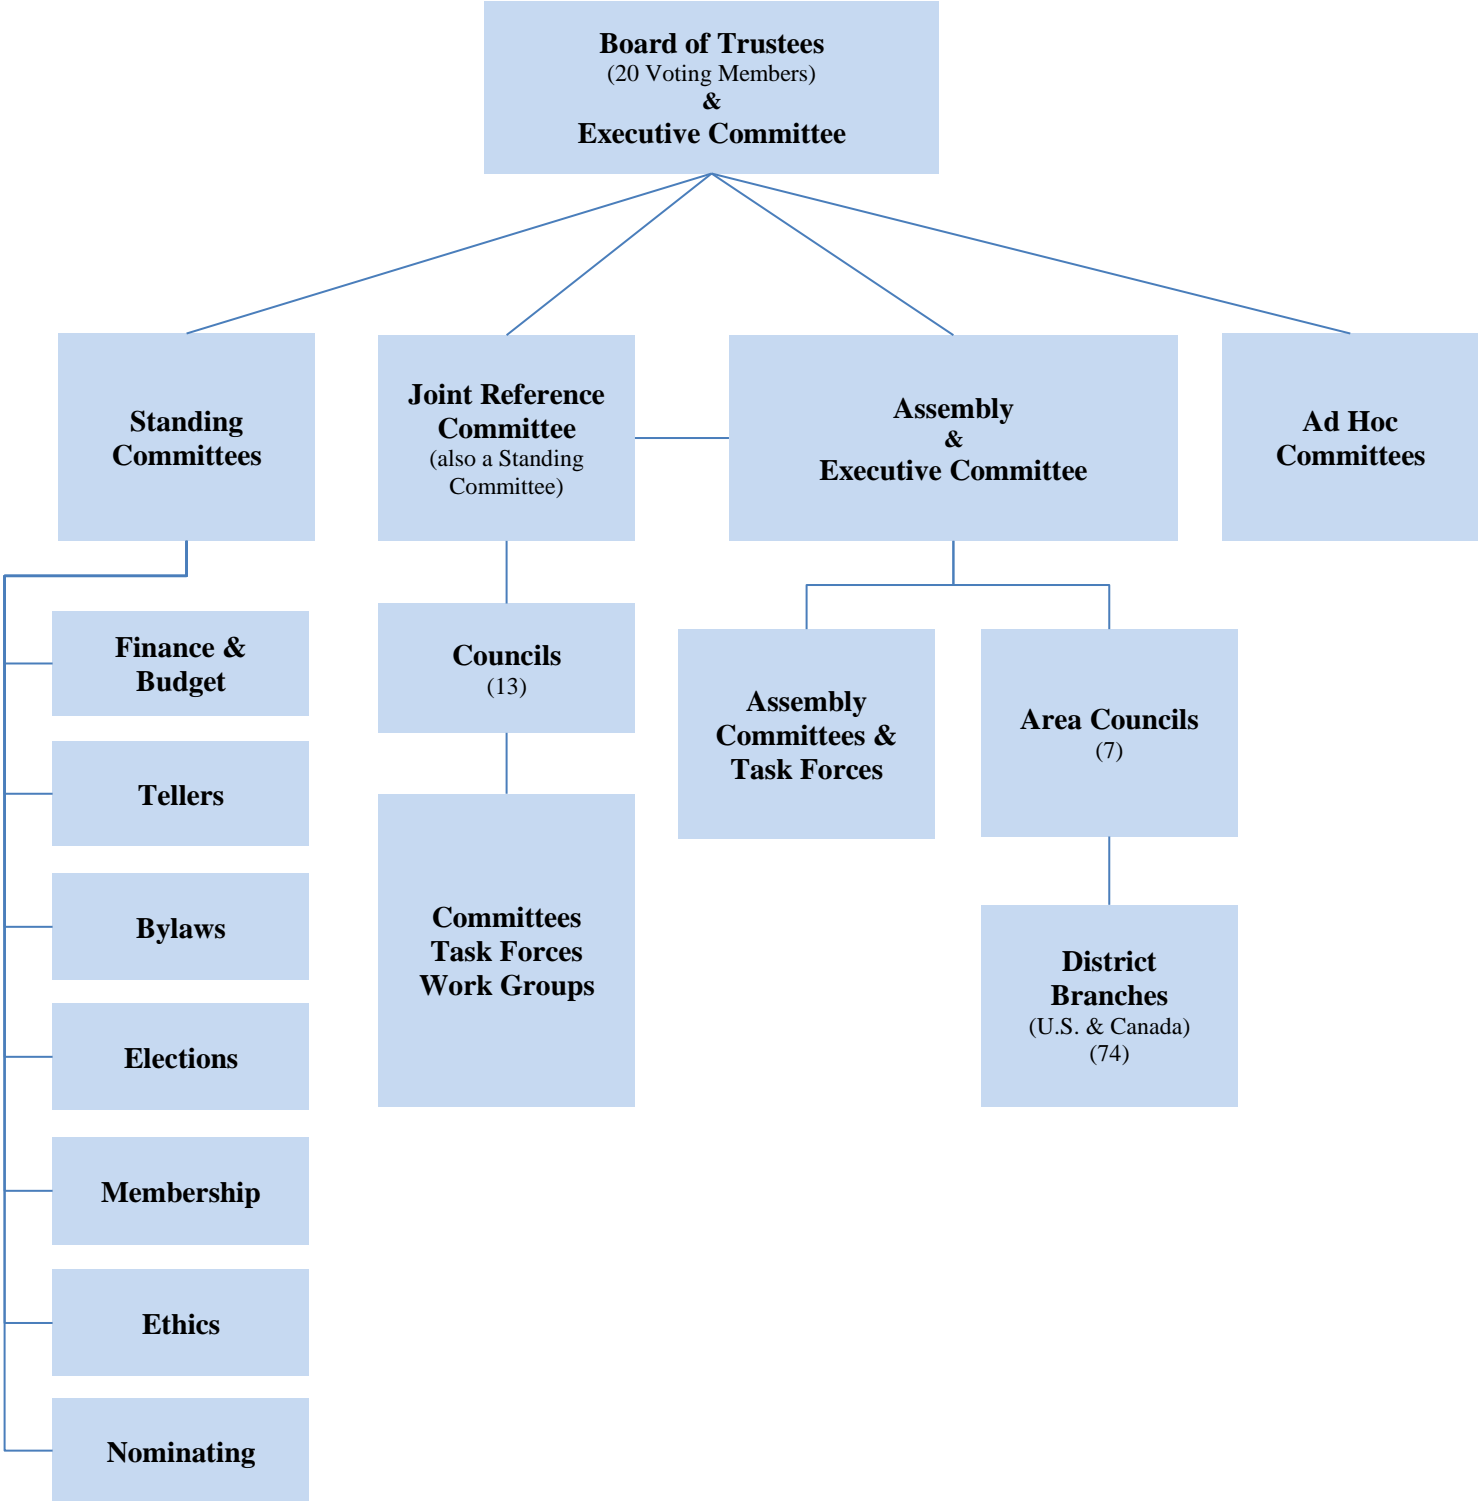 Board of Trustees
(20 Voting Members)
&
Executive Committee
Standing
Committees
Joint Reference
Committee
(also a Standing
Committee)
Assembly
&
Executive Committee
Ad Hoc
Committees
Finance &
Budget
Tellers
Bylaws
Elections
Membership
Ethics
Nominating
Councils
(13)
Committees
Task Forces
Work Groups
Assembly
Committees &
Task Forces
Area Councils
(7)
District
Branches
(U.S. & Canada)
(74)